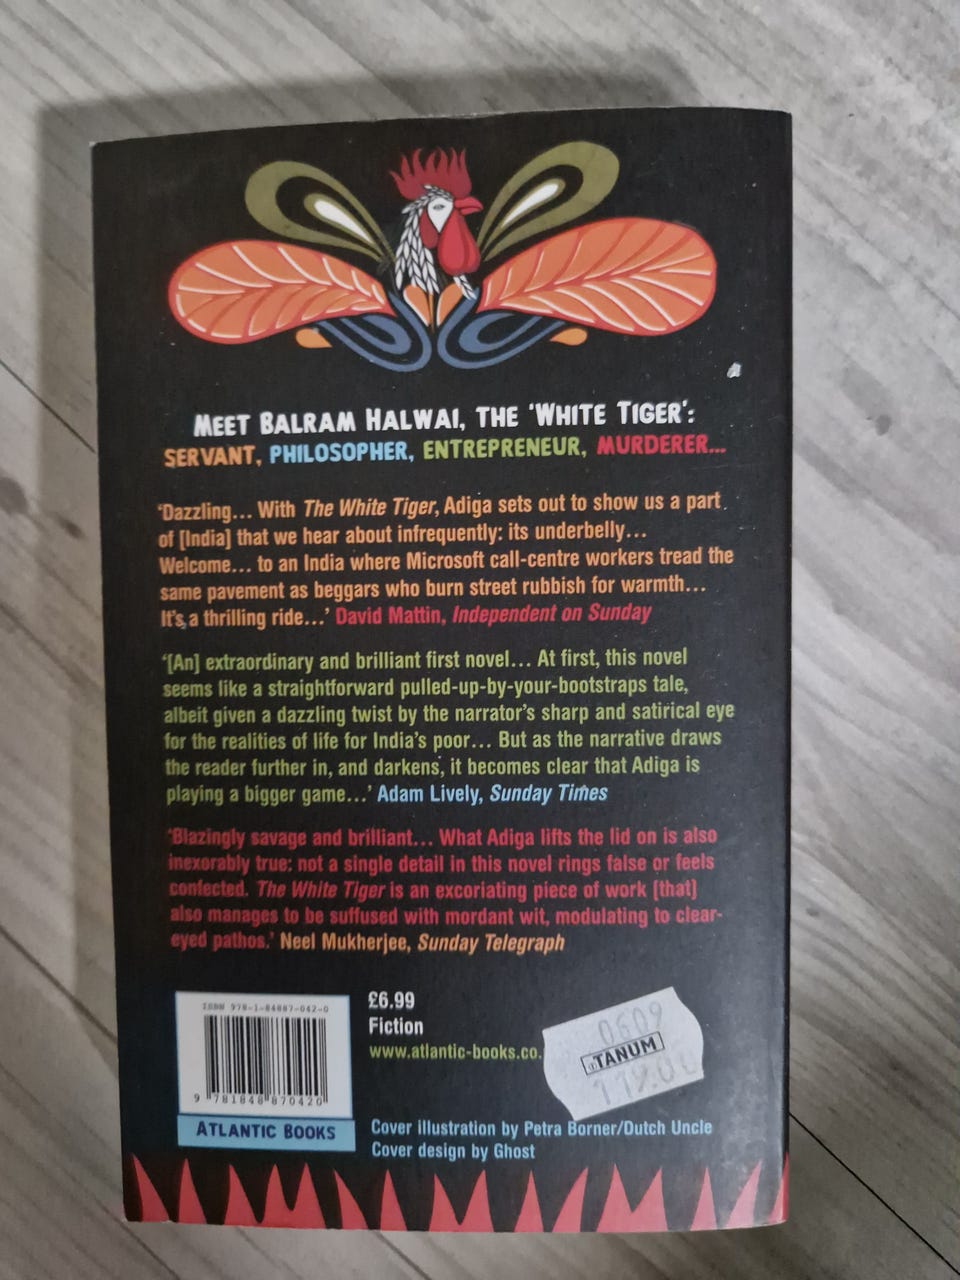 MEET BALRAM HALWAI, THE 'WHITE TIGER':
SERVANT, PHILOSOPHER, ENTREPRENEUR, MURDERER...
'Dazzling... With The White Tiger, Adiga sets out to show us a part
of [India] that we hear about infrequently: its underbelly...
Welcome... to an India where Microsoft call-centre workers tread the
same pavement as beggars who burn street rubbish for warmth...
It's a thrilling ride...' David Mattin, Independent on Sunday
'[An] extraordinary and brilliant first novel... At first, this novel
seems like a straightforward pulled-up-by-your-bootstraps tale,
albeit given a dazzling twist by the narrator's sharp and satirical eye
for the realities of life for India's poor... But as the narrative draws
the reader further in, and darkens, it becomes clear that Adiga is
playing a bigger game...' Adam Lively, Sunday Times
'Blazingly savage and brilliant... What Adiga lifts the lid on is also
inexorably true: not a single detail in this novel rings false or feels
confected. The White Tiger is an excoriating piece of work [that]
also manages to be suffused with mordant wit, modulating to clear-
eyed pathos.' Neel Mukherjee, Sunday Telegraph
ISBN 978-1-84887-042-0
9 781848 870420
ATLANTIC BOOKS
£6.99
Fiction
www.atlantic-books.co.
0609
TANUM
Cover illustration by Petra Borner/Dutch Uncle
Cover design by Ghost